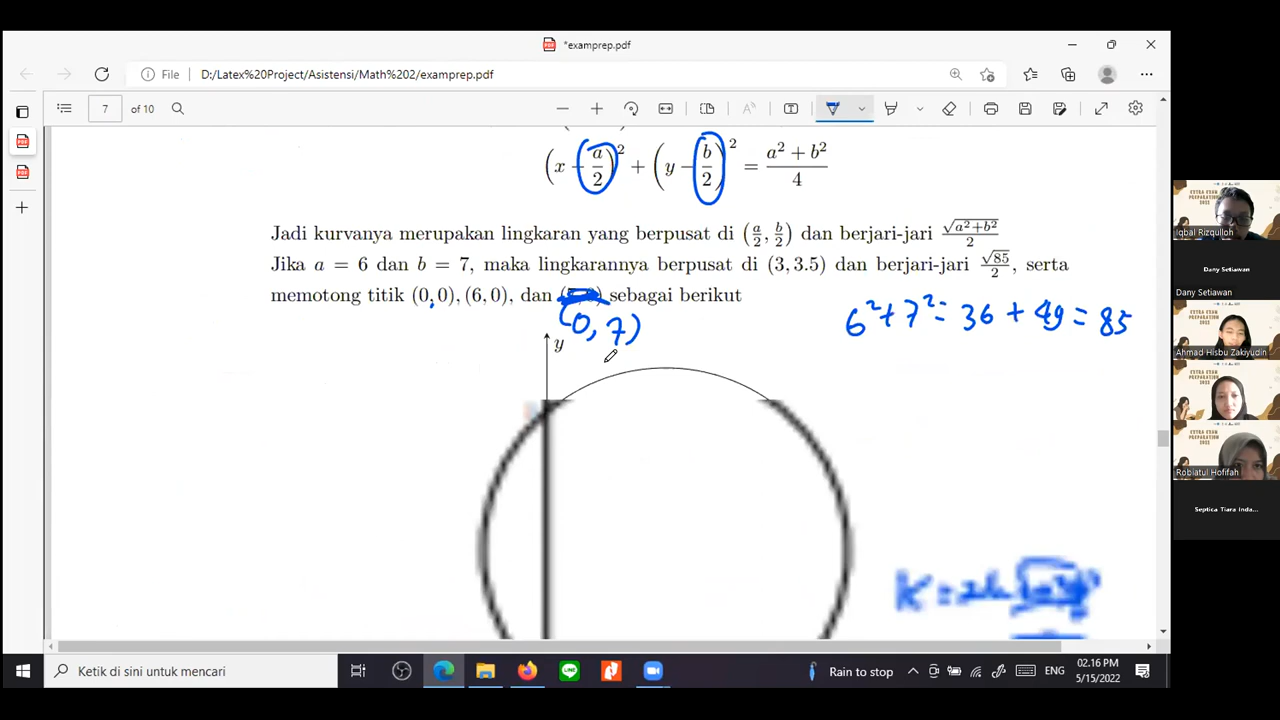 *examprep.pdf
File D:/Latex%20Project/Asistensi/Math%202/examprep.pdf
7 of 10
(x − a/2)² + (y − b/2)² = a² + b² / 4
Jadi kurvanya merupakan lingkaran yang berpusat di (a/2, b/2) dan berjari-jari √a² + b² / 2
Jika a = 6 dan b = 7, maka lingkarannya berpusat di (3, 3.5) dan berjari-jari √85 / 2, serta
memotong titik (0, 0), (6, 0), dan sebagai berikut
(0, 7)
6² + 7² = 36 + 49 = 85
y
Iqbal Rizqulloh
Dany Setiawan
Dany Setiawan
Ahmad Hisbu Zakiyudin
Robiatul Hofifah
Septica Tiara Inda...
EXTRA EXAM
PREPARATION
2022
Ketik di sini untuk mencari
Rain to stop
ENG
02.16 PM
5/15/2022